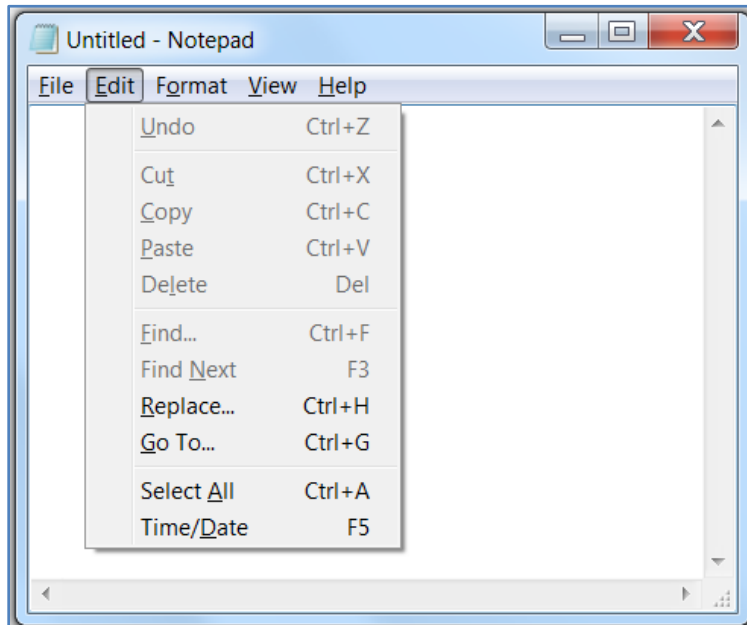 Untitled - Notepad
File Edit Format View Help
Undo Ctrl+Z
Cut Ctrl+X
Copy Ctrl+C
Paste Ctrl+V
Delete Del
Find... Ctrl+F
Find Next F3
Replace... Ctrl+H
Go To... Ctrl+G
Select All Ctrl+A
Time/Date F5